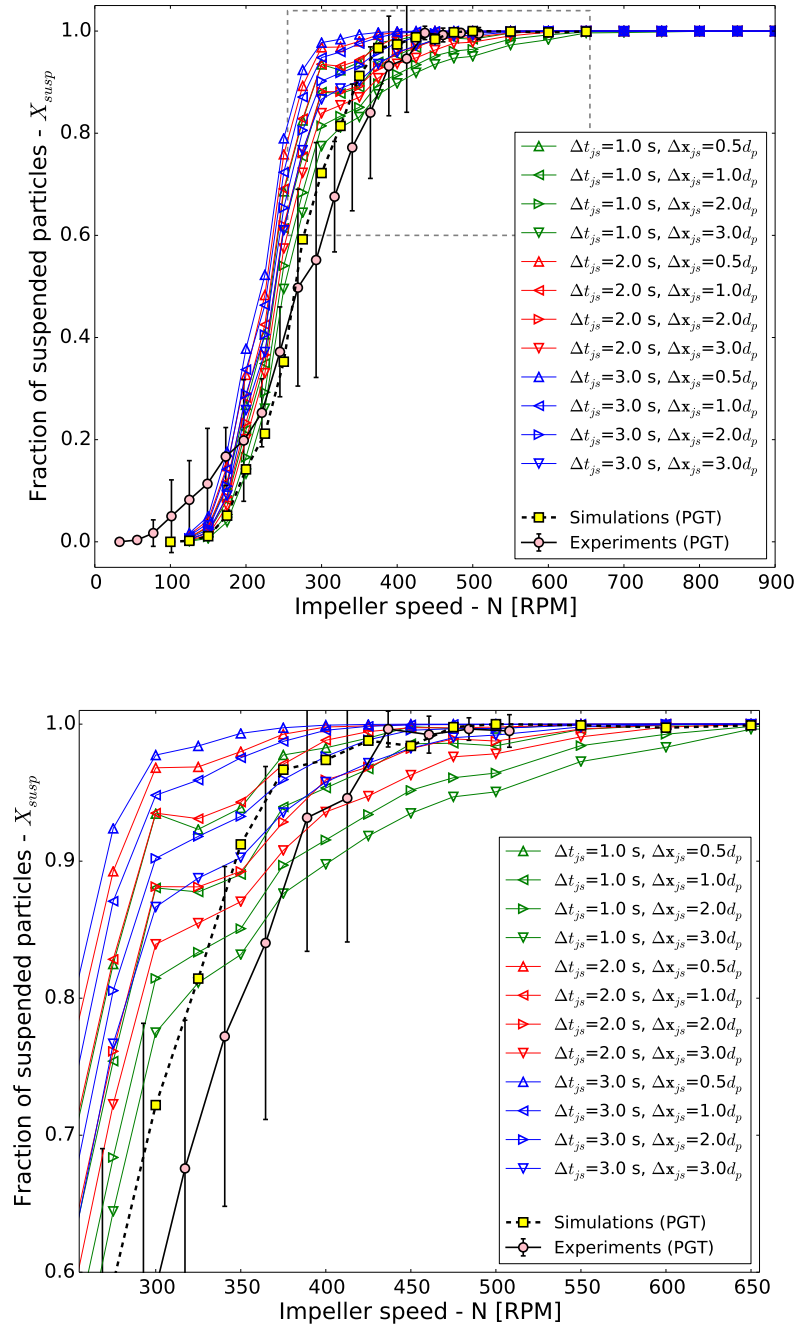 1.0
0.8
0.6
0.4
0.2
0.0
Fraction of suspended particles - X_susp
0 100 200 300 400 500 600 700 800 900
Impeller speed - N [RPM]
Δt_js=1.0 s, Δx_js=0.5d_p
Δt_js=1.0 s, Δx_js=1.0d_p
Δt_js=1.0 s, Δx_js=2.0d_p
Δt_js=1.0 s, Δx_js=3.0d_p
Δt_js=2.0 s, Δx_js=0.5d_p
Δt_js=2.0 s, Δx_js=1.0d_p
Δt_js=2.0 s, Δx_js=2.0d_p
Δt_js=2.0 s, Δx_js=3.0d_p
Δt_js=3.0 s, Δx_js=0.5d_p
Δt_js=3.0 s, Δx_js=1.0d_p
Δt_js=3.0 s, Δx_js=2.0d_p
Δt_js=3.0 s, Δx_js=3.0d_p
Simulations (PGT)
Experiments (PGT)
1.0
0.9
0.8
0.7
0.6
Fraction of suspended particles - X_susp
300 350 400 450 500 550 600 650
Impeller speed - N [RPM]
Δt_js=1.0 s, Δx_js=0.5d_p
Δt_js=1.0 s, Δx_js=1.0d_p
Δt_js=1.0 s, Δx_js=2.0d_p
Δt_js=1.0 s, Δx_js=3.0d_p
Δt_js=2.0 s, Δx_js=0.5d_p
Δt_js=2.0 s, Δx_js=1.0d_p
Δt_js=2.0 s, Δx_js=2.0d_p
Δt_js=2.0 s, Δx_js=3.0d_p
Δt_js=3.0 s, Δx_js=0.5d_p
Δt_js=3.0 s, Δx_js=1.0d_p
Δt_js=3.0 s, Δx_js=2.0d_p
Δt_js=3.0 s, Δx_js=3.0d_p
Simulations (PGT)
Experiments (PGT)